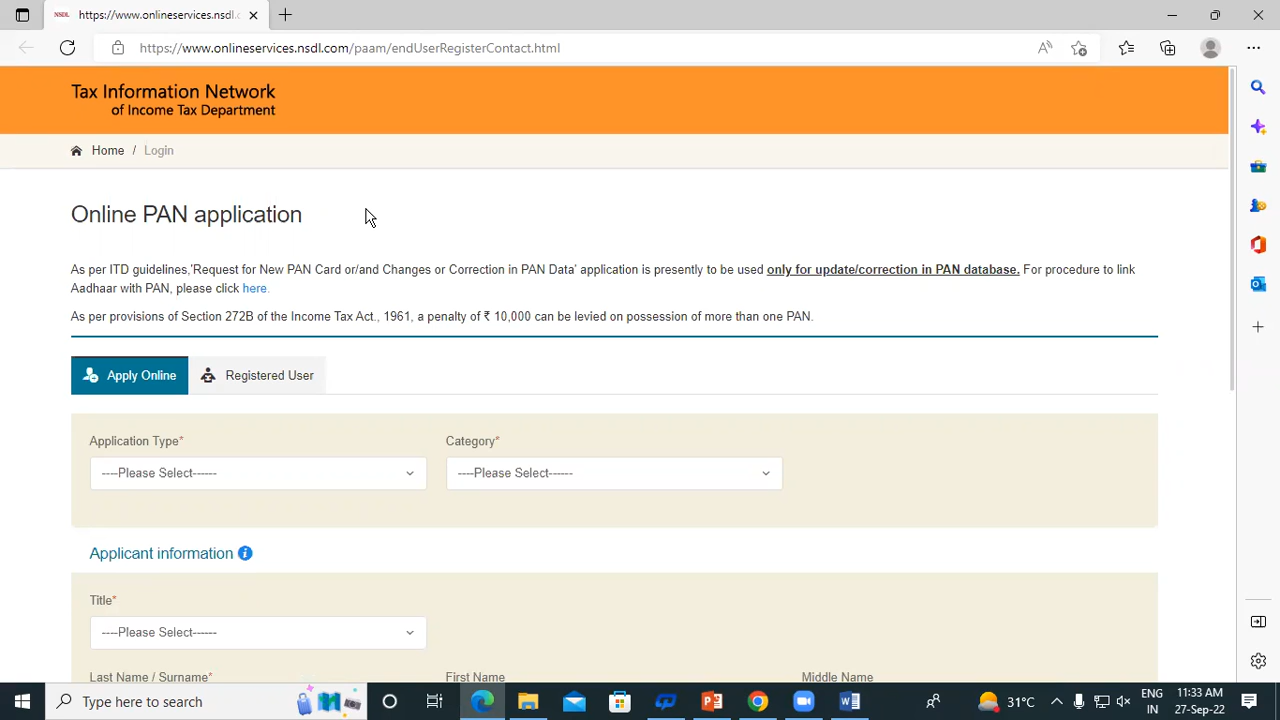 NSDL https://www.onlineservices.nsdl.c
https://www.onlineservices.nsdl.com/paam/endUserRegisterContact.html
Tax Information Network
of Income Tax Department
Home / Login
Online PAN application
As per ITD guidelines,'Request for New PAN Card or/and Changes or Correction in PAN Data' application is presently to be used only for update/correction in PAN database. For procedure to link
Aadhaar with PAN, please click here.
As per provisions of Section 272B of the Income Tax Act., 1961, a penalty of ₹ 10,000 can be levied on possession of more than one PAN.
Apply Online Registered User
Application Type* Category*
----Please Select------ ----Please Select------
Applicant information
Title*
----Please Select------
Last Name / Surname* First Name Middle Name
Type here to search 31°C ENG 11:33 AM
IN 27-Sep-22